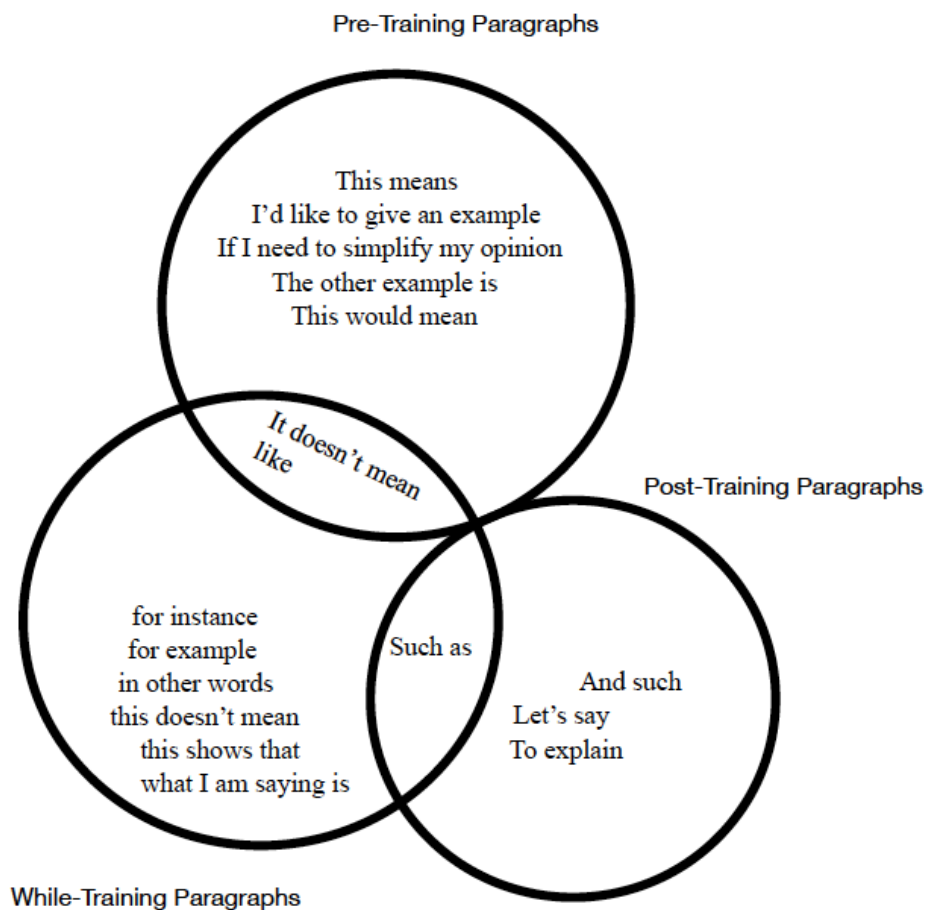 Pre-Training Paragraphs
This means
I'd like to give an example
If I need to simplify my opinion
The other example is
This would mean
It doesn't mean
like
Post-Training Paragraphs
for instance
for example
in other words
this doesn't mean
this shows that
what I am saying is
Such as
And such
Let's say
To explain
While-Training Paragraphs